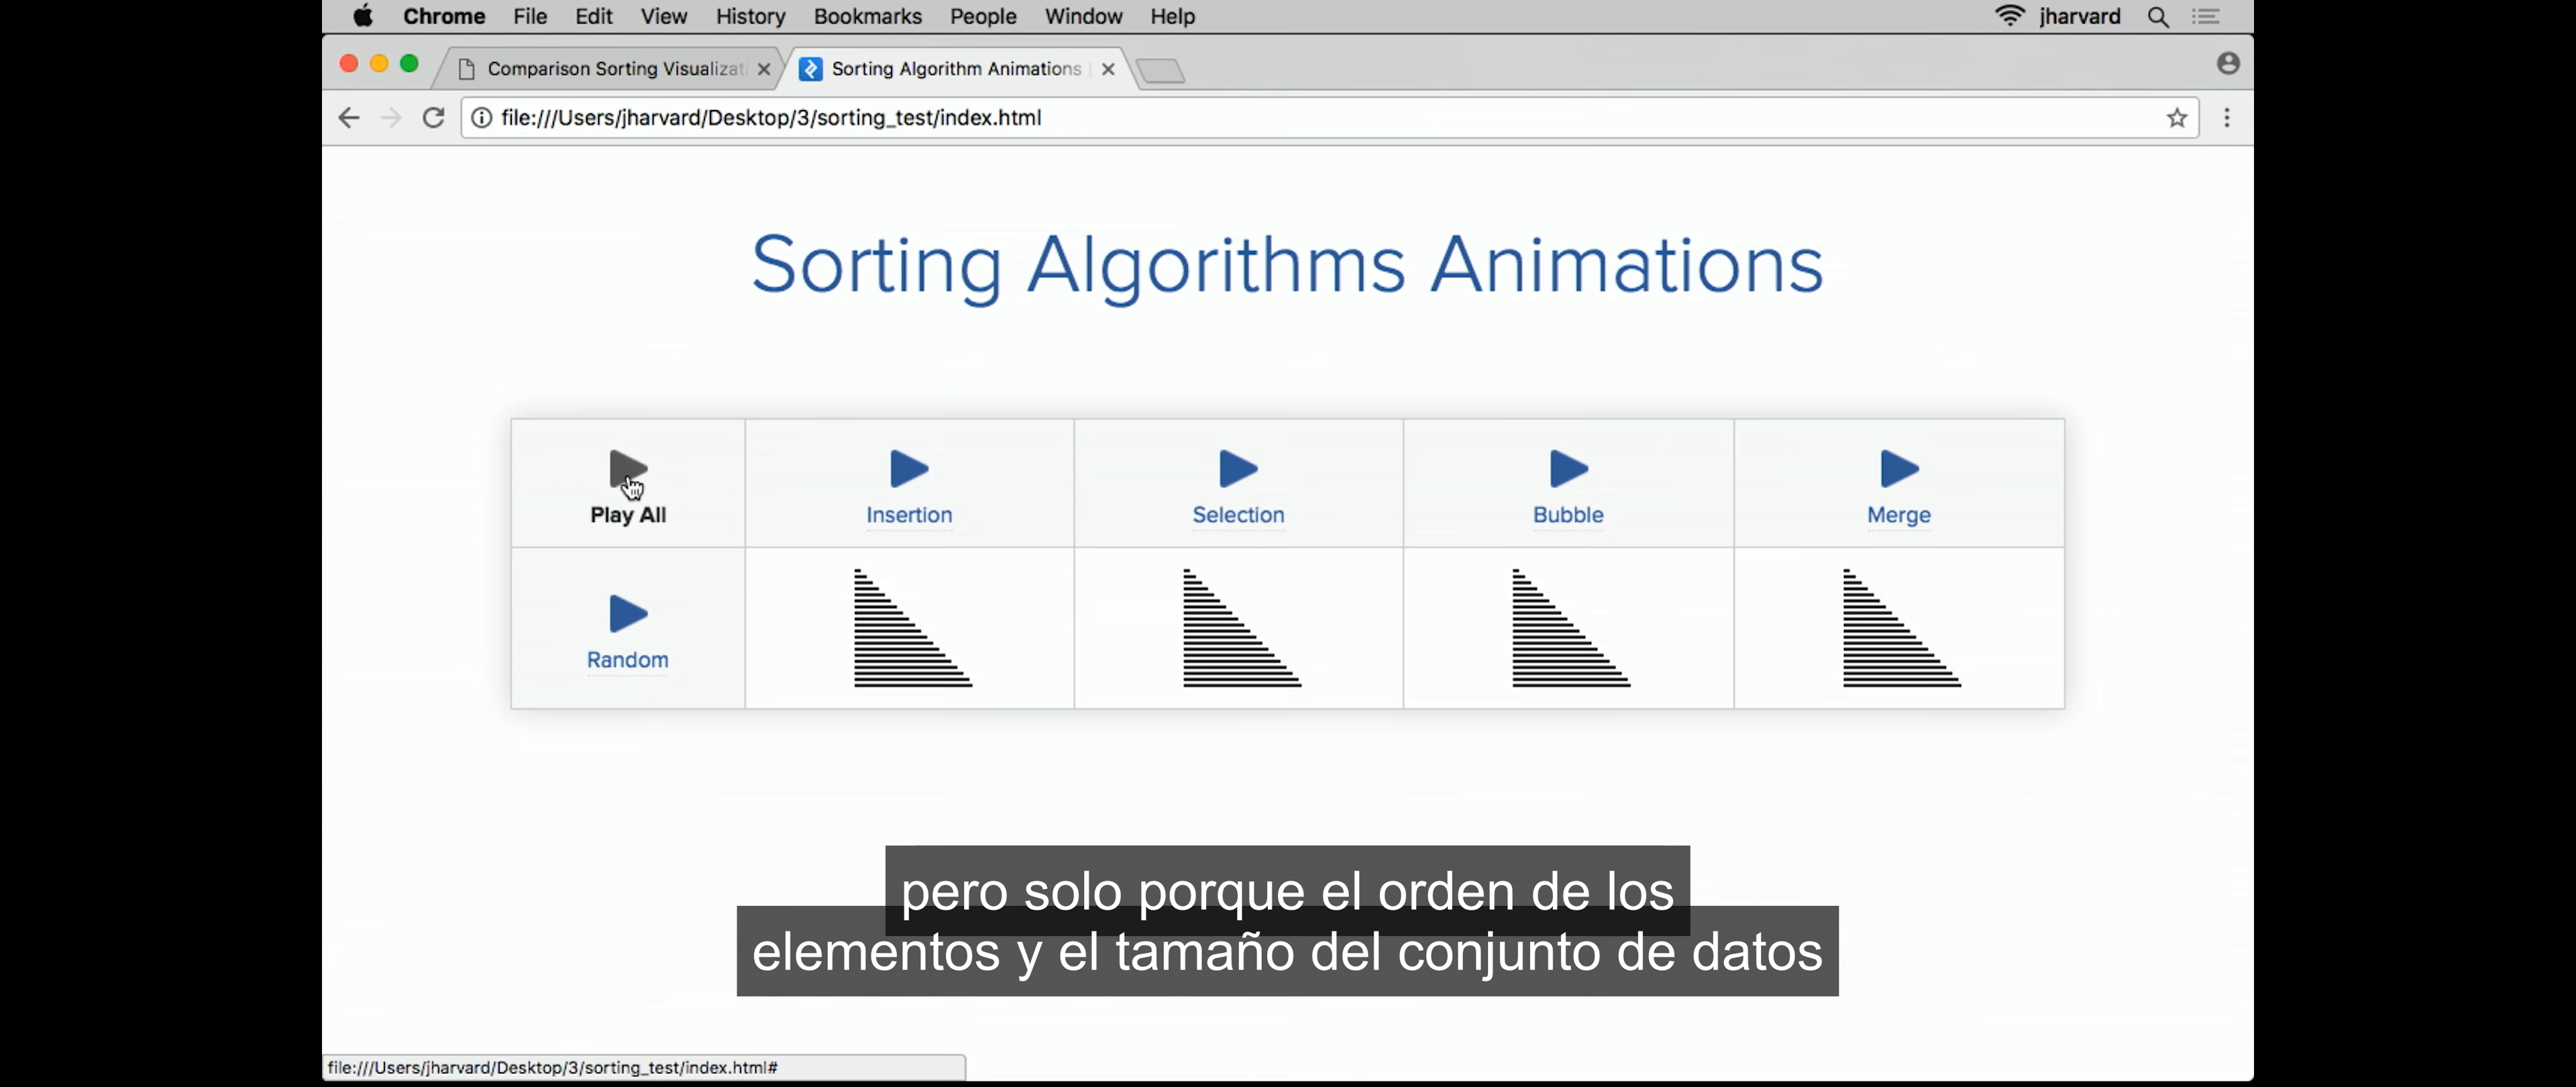 Chrome File Edit View History Bookmarks People Window Help jharvard
Comparison Sorting Visualizati Sorting Algorithm Animations
file:///Users/jharvard/Desktop/3/sorting_test/index.html
Sorting Algorithms Animations
Play All Insertion Selection Bubble Merge
Random
pero solo porque el orden de los
elementos y el tamaño del conjunto de datos
file:///Users/jharvard/Desktop/3/sorting_test/index.html#